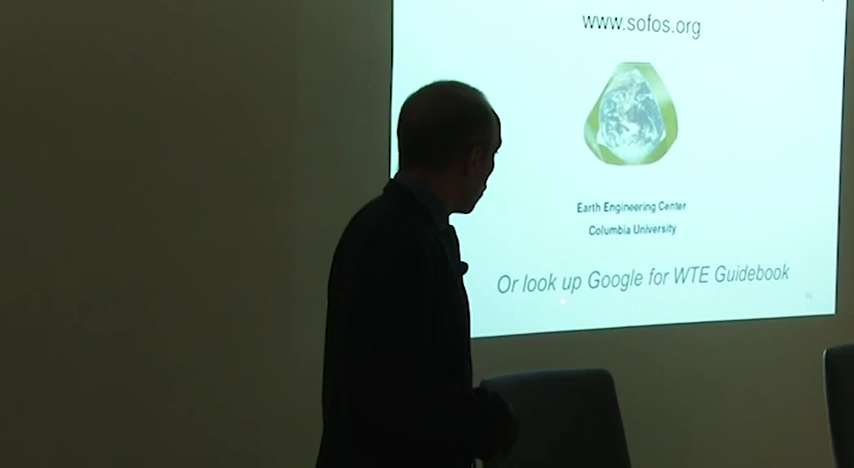 www.sofos.org
Earth Engineering Center
Columbia University
Or look up Google for WTE Guidebook